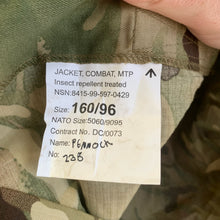 JACKET, COMBAT, MTP
Insect repellent treated
NSN:8415-99-597-0429
Size: 160/96
NATO Size:5060/9095
Contract No. DC/0073
Name: PENNOCK
No: 238